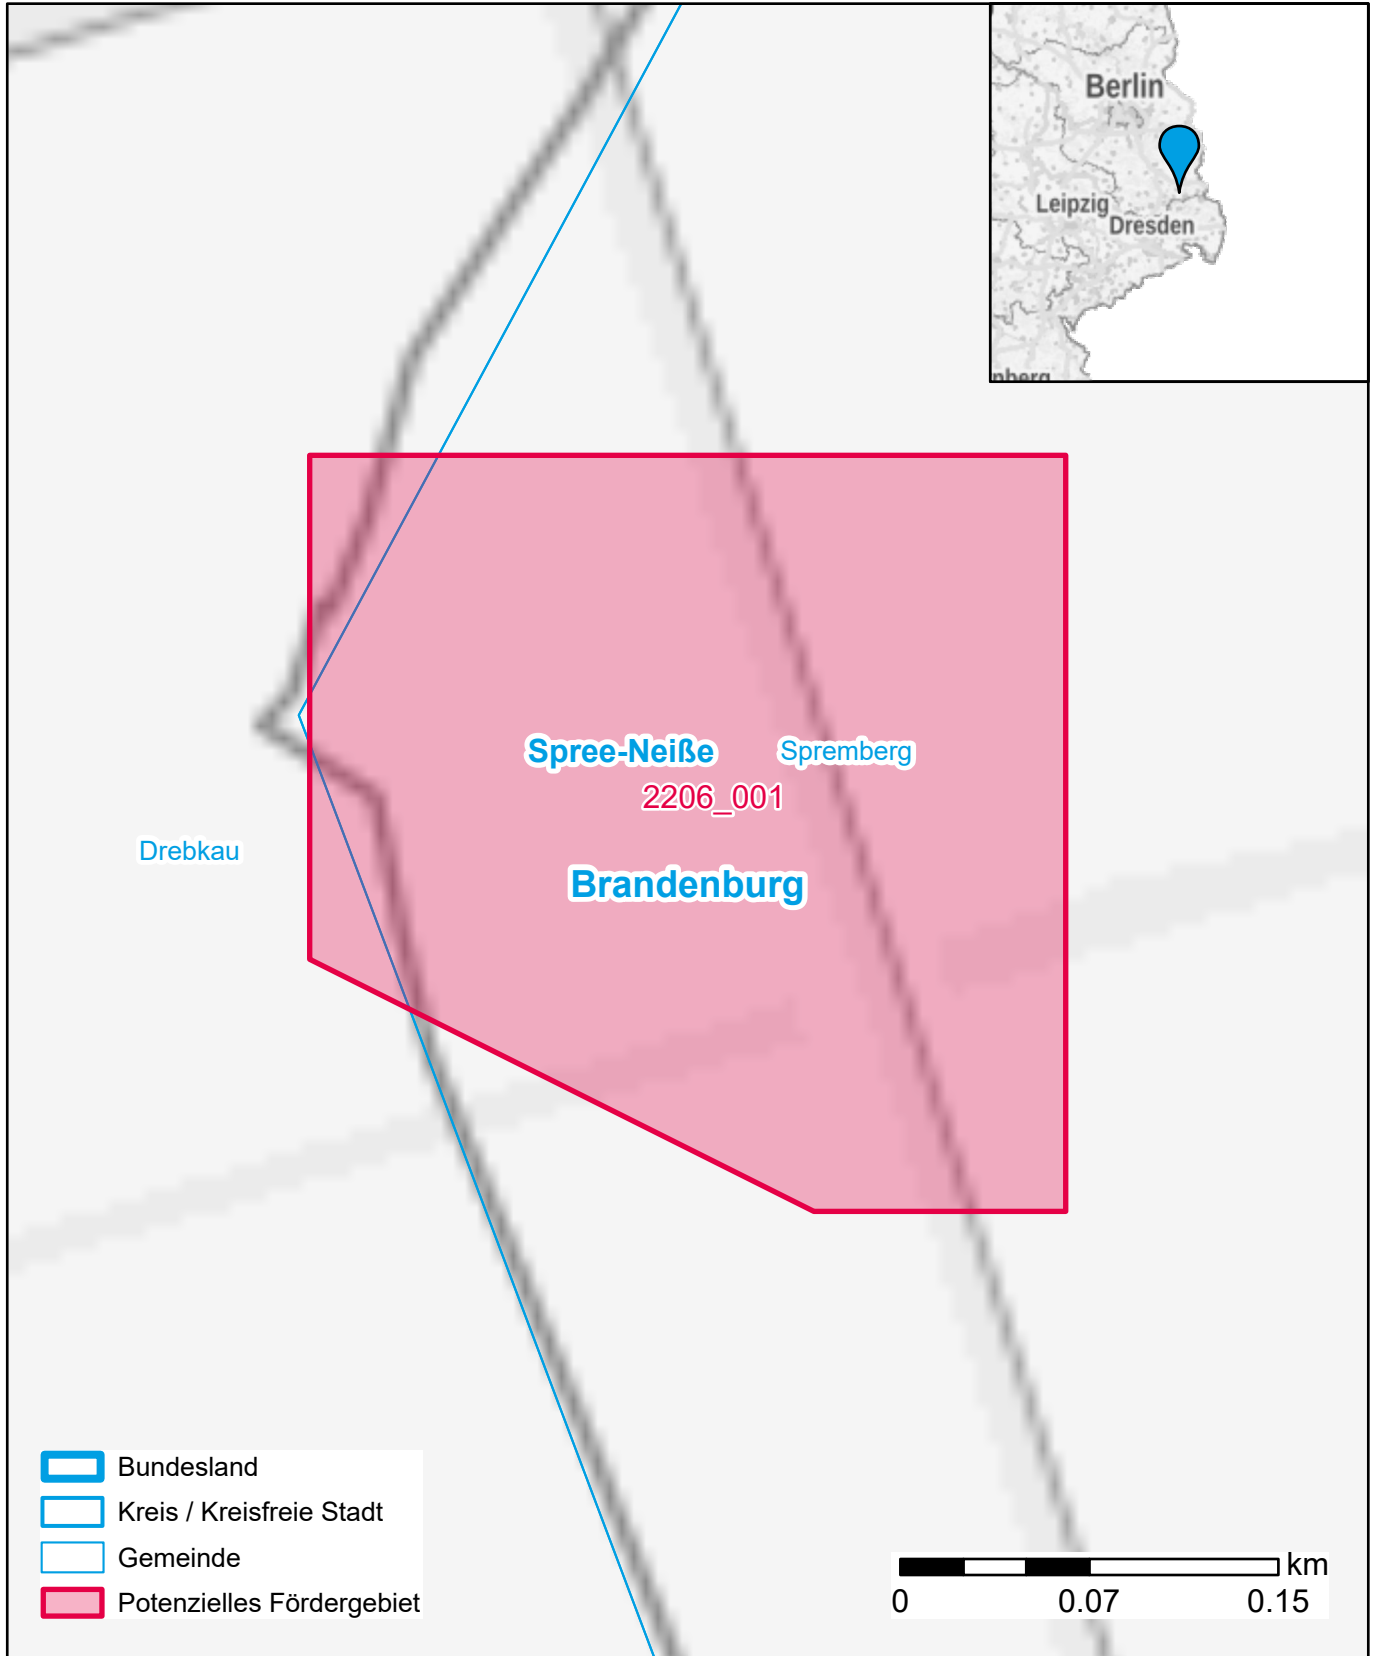 Berlin
Leipzig
Dresden
nberg
Spree-Neiße
Spremberg
2206_001
Drebkau
Brandenburg
Bundesland
Kreis / Kreisfreie Stadt
Gemeinde
Potenzielles Fördergebiet
km
0 0.07 0.15